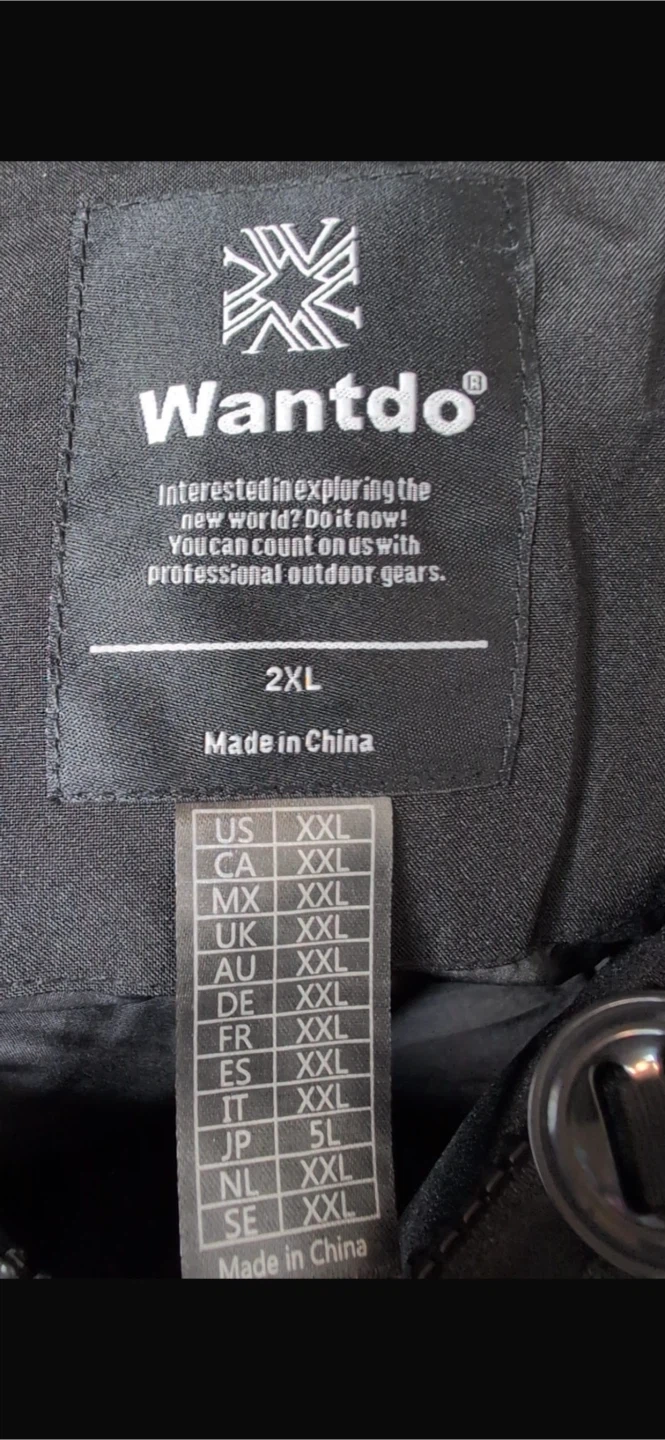 Wantdo®
Interested in exploring the
new world? Do it now!
You can count on us with
professional outdoor gears.
2XL
Made in China
US XXL
CA XXL
MX XXL
UK XXL
AU XXL
DE XXL
FR XXL
ES XXL
IT XXL
JP 5L
NL XXL
SE XXL
Made in China